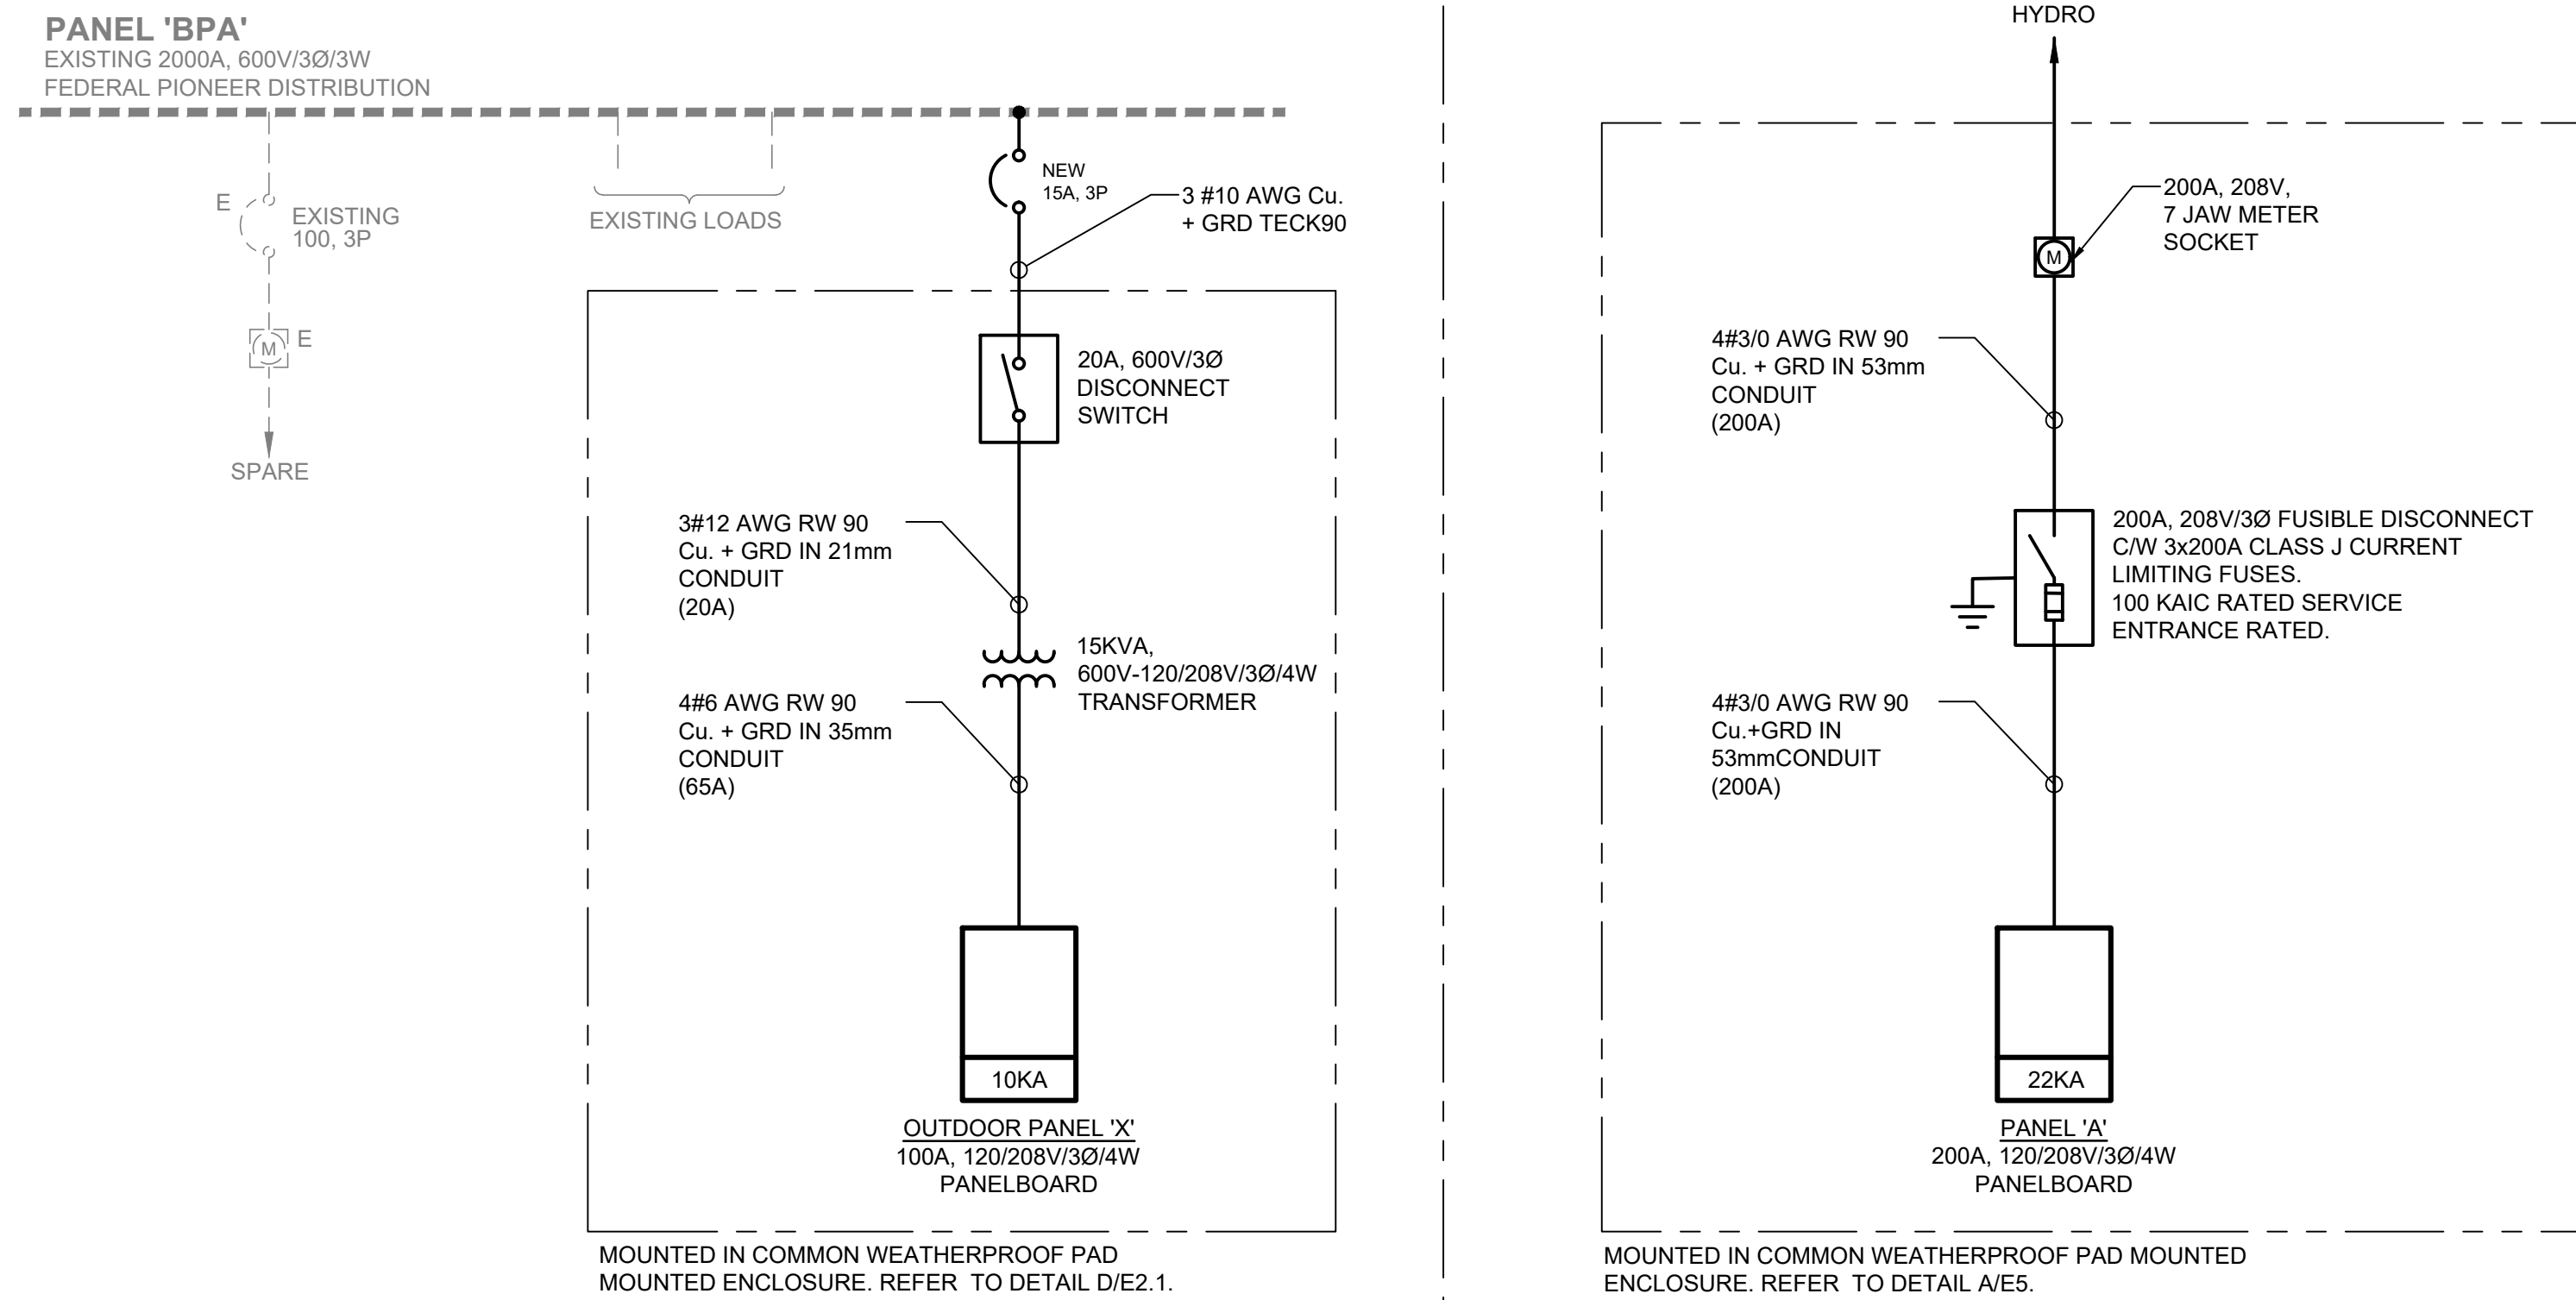 PANEL 'BPA'
EXISTING 2000A, 600V/3Ø/3W
FEDERAL PIONEER DISTRIBUTION
E
EXISTING
100, 3P
M
E
SPARE
EXISTING LOADS
NEW
15A, 3P
3 #10 AWG Cu.
+ GRD TECK90
20A, 600V/3Ø
DISCONNECT
SWITCH
3#12 AWG RW 90
Cu. + GRD IN 21mm
CONDUIT
(20A)
15KVA,
600V-120/208V/3Ø/4W
TRANSFORMER
4#6 AWG RW 90
Cu. + GRD IN 35mm
CONDUIT
(65A)
10KA
OUTDOOR PANEL 'X'
100A, 120/208V/3Ø/4W
PANELBOARD
MOUNTED IN COMMON WEATHERPROOF PAD
MOUNTED ENCLOSURE. REFER TO DETAIL D/E2.1.
HYDRO
200A, 208V,
7 JAW METER
SOCKET
M
4#3/0 AWG RW 90
Cu. + GRD IN 53mm
CONDUIT
(200A)
200A, 208V/3Ø FUSIBLE DISCONNECT
C/W 3x200A CLASS J CURRENT
LIMITING FUSES.
100 KAIC RATED SERVICE
ENTRANCE RATED.
4#3/0 AWG RW 90
Cu.+GRD IN
53mmCONDUIT
(200A)
22KA
PANEL 'A'
200A, 120/208V/3Ø/4W
PANELBOARD
MOUNTED IN COMMON WEATHERPROOF PAD MOUNTED
ENCLOSURE. REFER TO DETAIL A/E5.